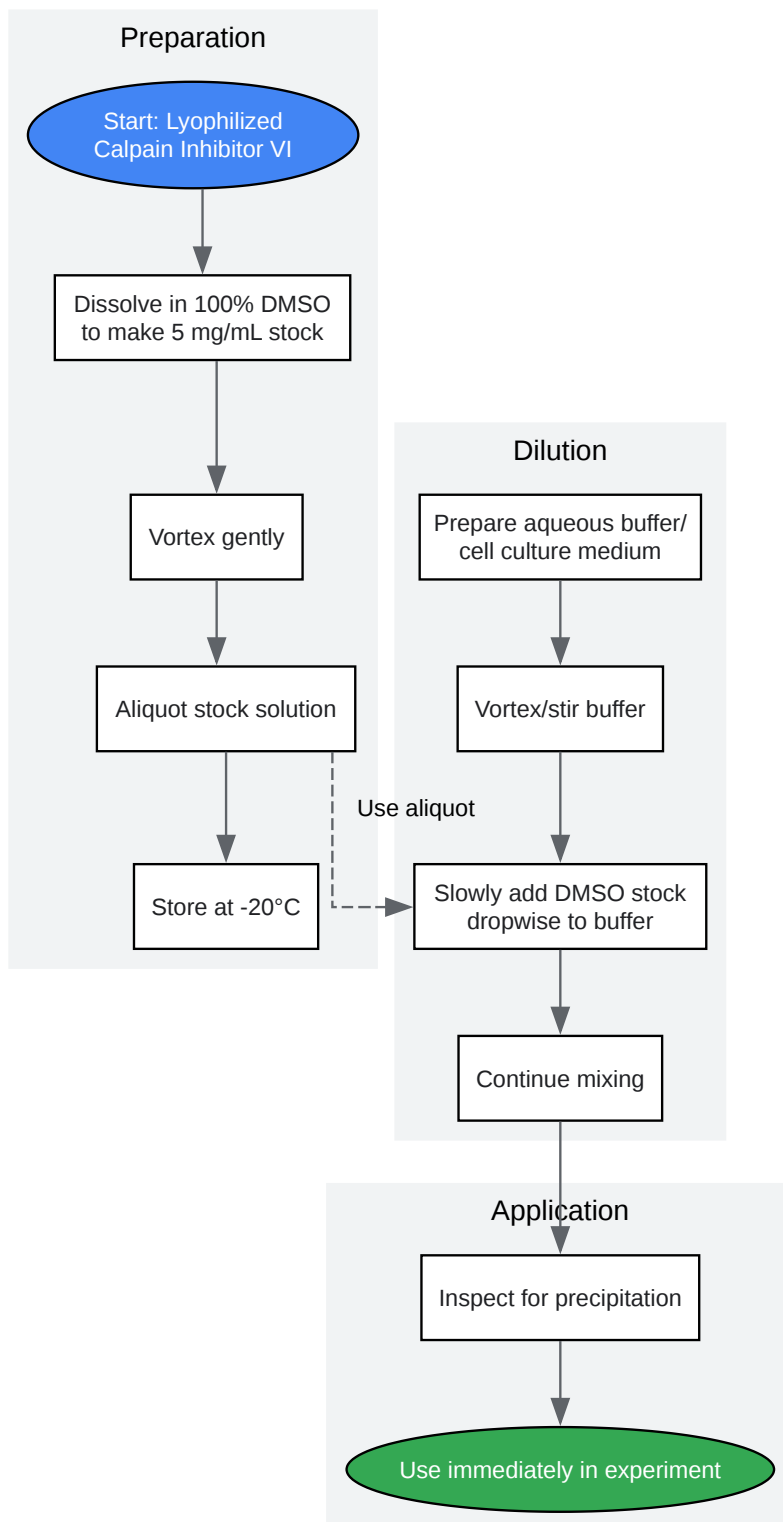 Preparation
Start: Lyophilized
Calpain Inhibitor VI
Dissolve in 100% DMSO
to make 5 mg/mL stock
Vortex gently
Aliquot stock solution
Store at -20°C
Use aliquot
Dilution
Prepare aqueous buffer/
cell culture medium
Vortex/stir buffer
Slowly add DMSO stock
dropwise to buffer
Continue mixing
Application
Inspect for precipitation
Use immediately in experiment